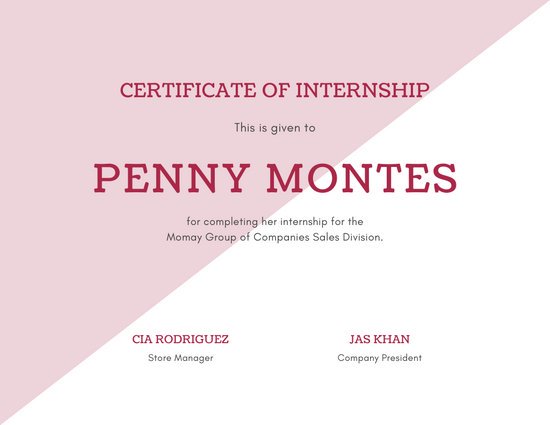 CERTIFICATE OF INTERNSHIP
This is given to
PENNY MONTES
for completing her internship for the
Momay Group of Companies Sales Division.
CIA RODRIGUEZ
Store Manager
JAS KHAN
Company President